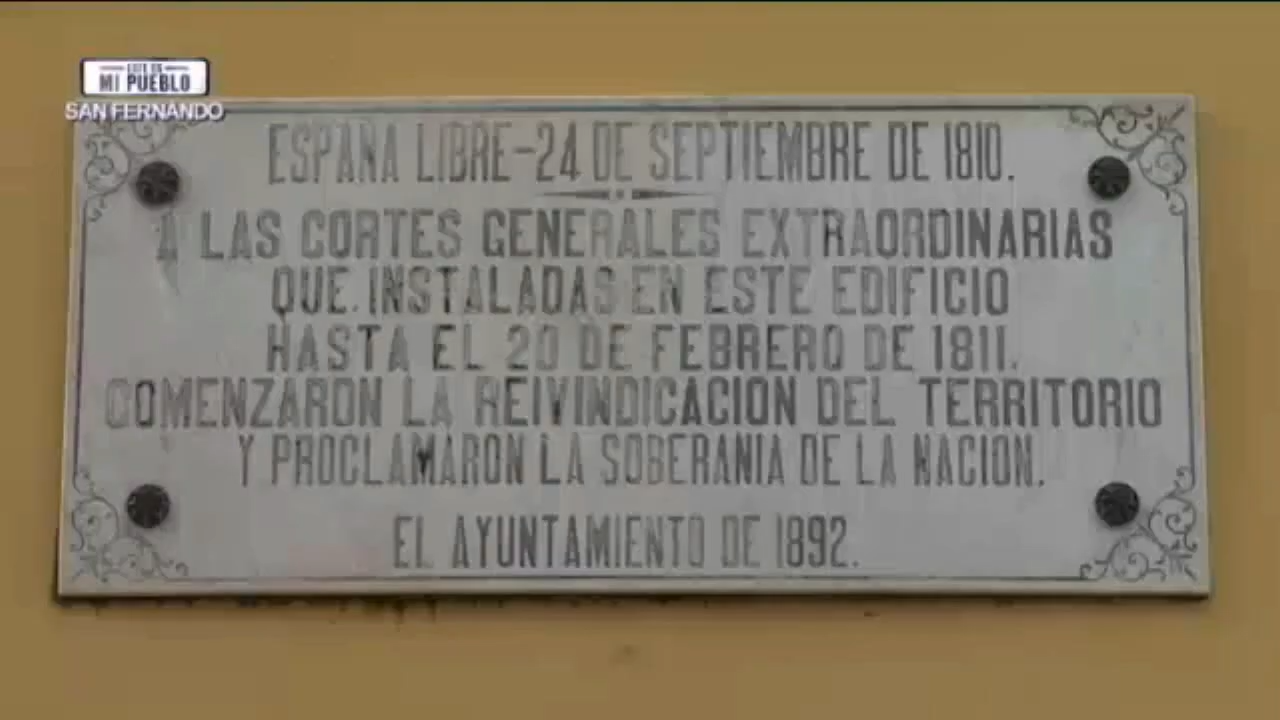 ESTE ES
MI PUEBLO
SAN FERNANDO
ESPAÑA LIBRE-24 DE SEPTIEMBRE DE 1810.
A LAS CORTES GENERALES EXTRAORDINARIAS
QUE INSTALADAS EN ESTE EDIFICIO
HASTA EL 20 DE FEBRERO DE 1811.
COMENZARON LA REIVINDICACION DEL TERRITORIO
Y PROCLAMARON LA SOBERANIA DE LA NACION.
EL AYUNTAMIENTO DE 1892.